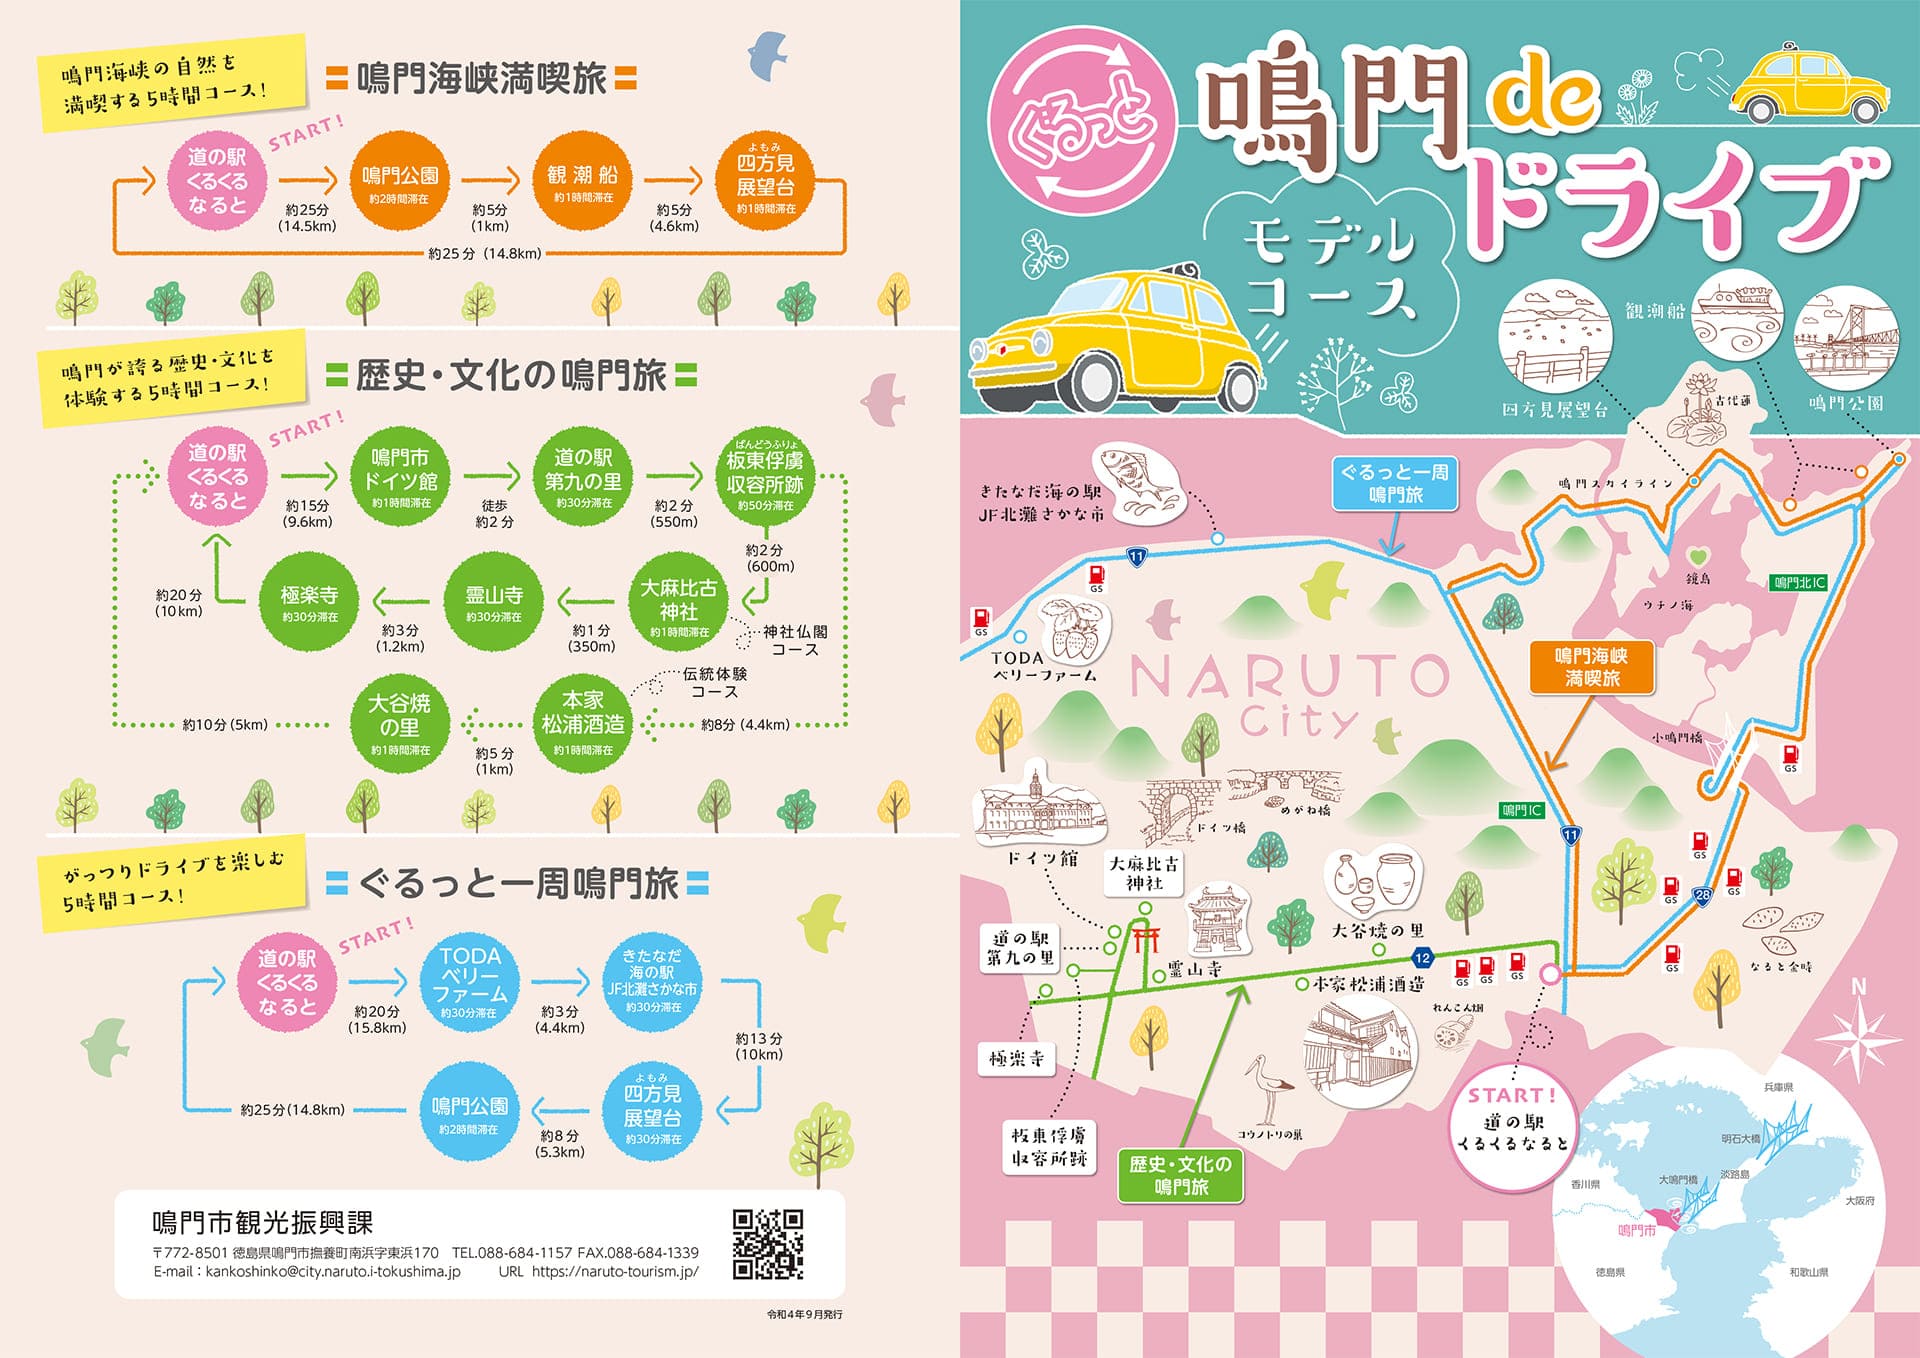 鳴門海峡の自然を
満喫する5時間コース!
鳴門海峡満喫旅
START!
道の駅
くるくる
なると
約25分
(14.5km)
鳴門公園
約2時間滞在
約5分
(1km)
観潮船
約1時間滞在
約5分
(4.6km)
よもみ
四方見
展望台
約1時間滞在
約25分 (14.8km)
鳴門が誇る歴史・文化を
体験する5時間コース!
歴史・文化の鳴門旅
START!
道の駅
くるくる
なると
約15分
(9.6km)
鳴門市
ドイツ館
約1時間滞在
徒歩
約2分
道の駅
第九の里
約30分滞在
約2分
(550m)
ばんどうふりょ
板東俘虜
収容所跡
約50分滞在
約2分
(600m)
大麻比古
神社
約1時間滞在
神社仏閣
コース
約1分
(350m)
霊山寺
約30分滞在
約3分
(1.2km)
極楽寺
約30分滞在
約20分
(10km)
伝統体験
コース
約8分 (4.4km)
本家
松浦酒造
約1時間滞在
約5分
(1km)
大谷焼
の里
約1時間滞在
約10分 (5km)
がっつりドライブを楽しむ
5時間コース!
ぐるっと一周鳴門旅
START!
道の駅
くるくる
なると
約20分
(15.8km)
TODA
ベリー
ファーム
約30分滞在
約3分
(4.4km)
きたなだ
海の駅
JF北灘さかな市
約30分滞在
約13分
(10km)
よもみ
四方見
展望台
約30分滞在
約8分
(5.3km)
鳴門公園
約2時間滞在
約25分(14.8km)
鳴門市観光振興課
〒772-8501 徳島県鳴門市撫養町南浜字東浜170 TEL.088-684-1157 FAX.088-684-1339
E-mail：kankoshinko@city.naruto.i-tokushima.jp URL https://naruto-tourism.jp/
令和4年9月発行
ぐるっと
鳴門de
ドライブ
モデル
コース
四方見展望台
観潮船
鳴門公園
古代蓮
きたなだ海の駅
JF北灘さかな市
ぐるっと一周
鳴門旅
鳴門スカイライン
11
GS
GS
TODA
ベリーファーム
鏡島
ウチノ海
鳴門北IC
鳴門海峡
満喫旅
NARUTO
City
小鳴門橋
GS
めがね橋
ドイツ橋
鳴門IC
11
ドイツ館
大麻比古
神社
GS
GS
GS
28
道の駅
第九の里
霊山寺
大谷焼の里
12
GS
GS
GS
GS
なると金時
本家松浦酒造
れんこん畑
極楽寺
コウノトリの巣
板東俘虜
収容所跡
歴史・文化の
鳴門旅
START!
道の駅
くるくるなると
N
兵庫県
明石大橋
淡路島
大鳴門橋
香川県
大阪府
鳴門市
徳島県
和歌山県